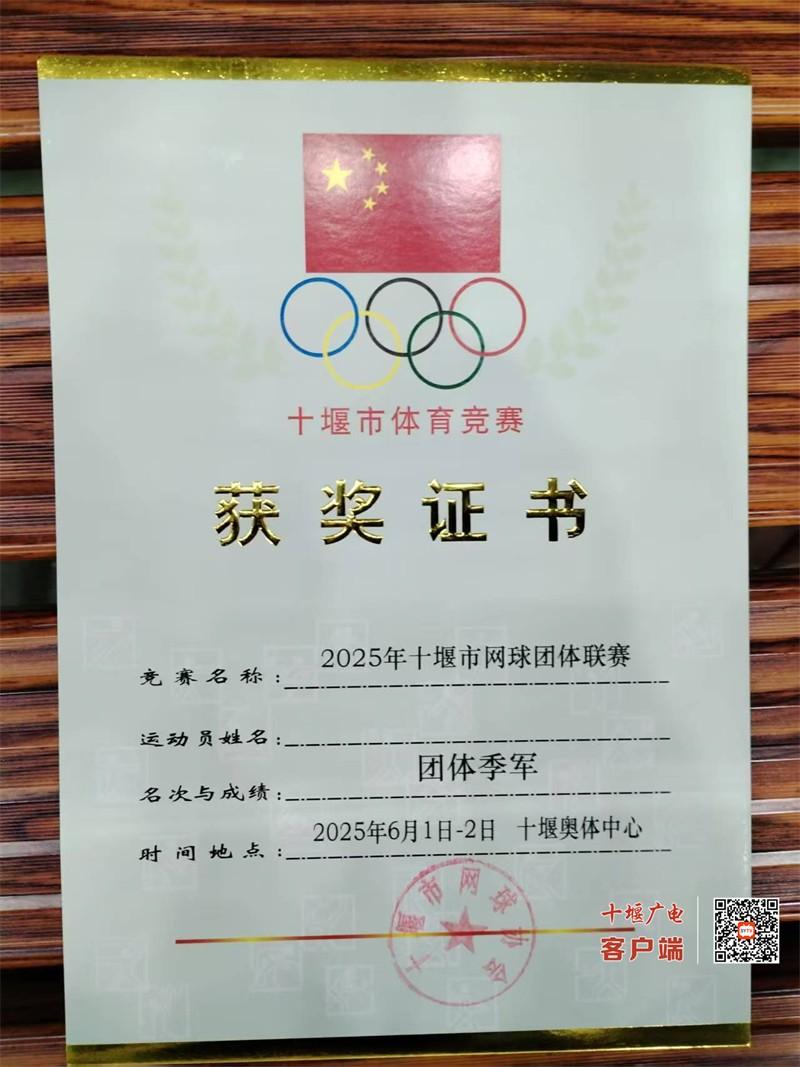 十堰市体育竞赛
获奖证书
竞赛名称：2025年十堰市网球团体联赛
运动员姓名：
名次与成绩：团体季军
时间地点：2025年6月1日-2日 十堰奥体中心
十堰市网球协会
十堰广电
客户端